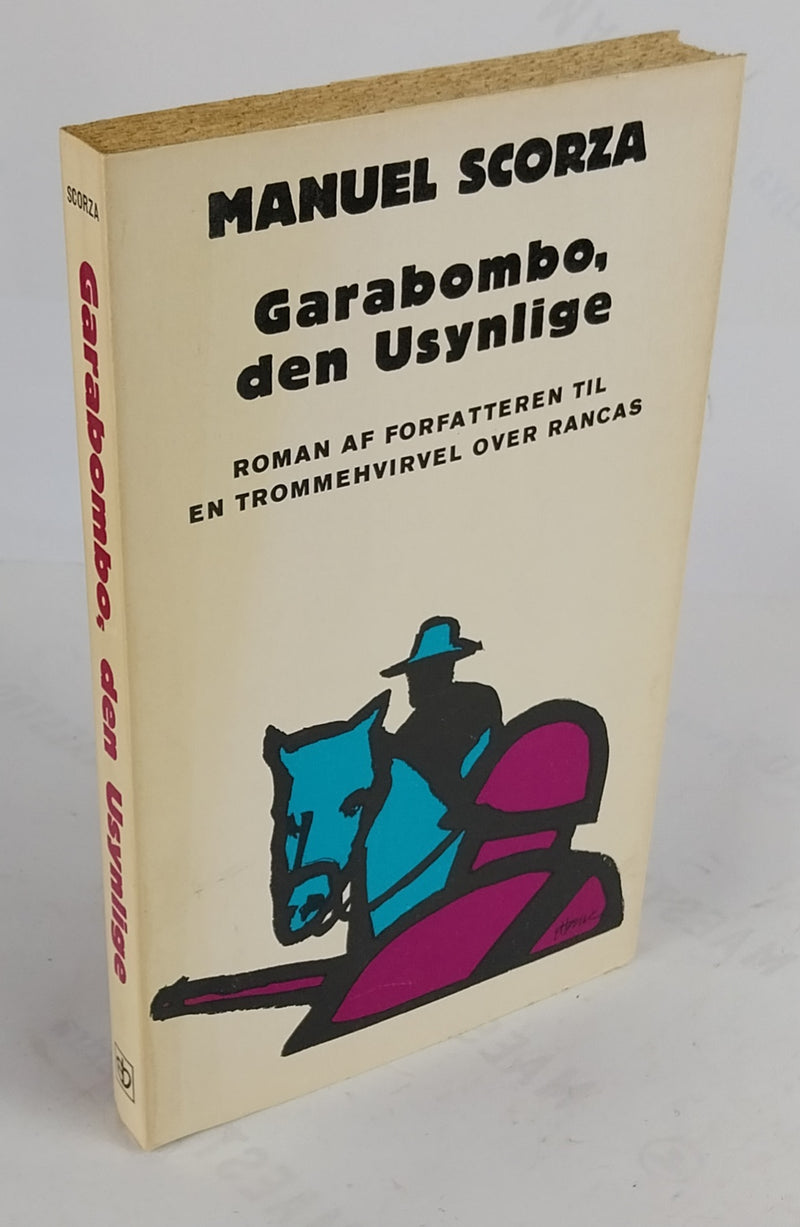 MANUEL SCORZA
Garabombo,
den Usynlige
ROMAN AF FORFATTEREN TIL
EN TROMMEHVIRVEL OVER RANCAS
SCORZA
Garabombo, den Usynlige